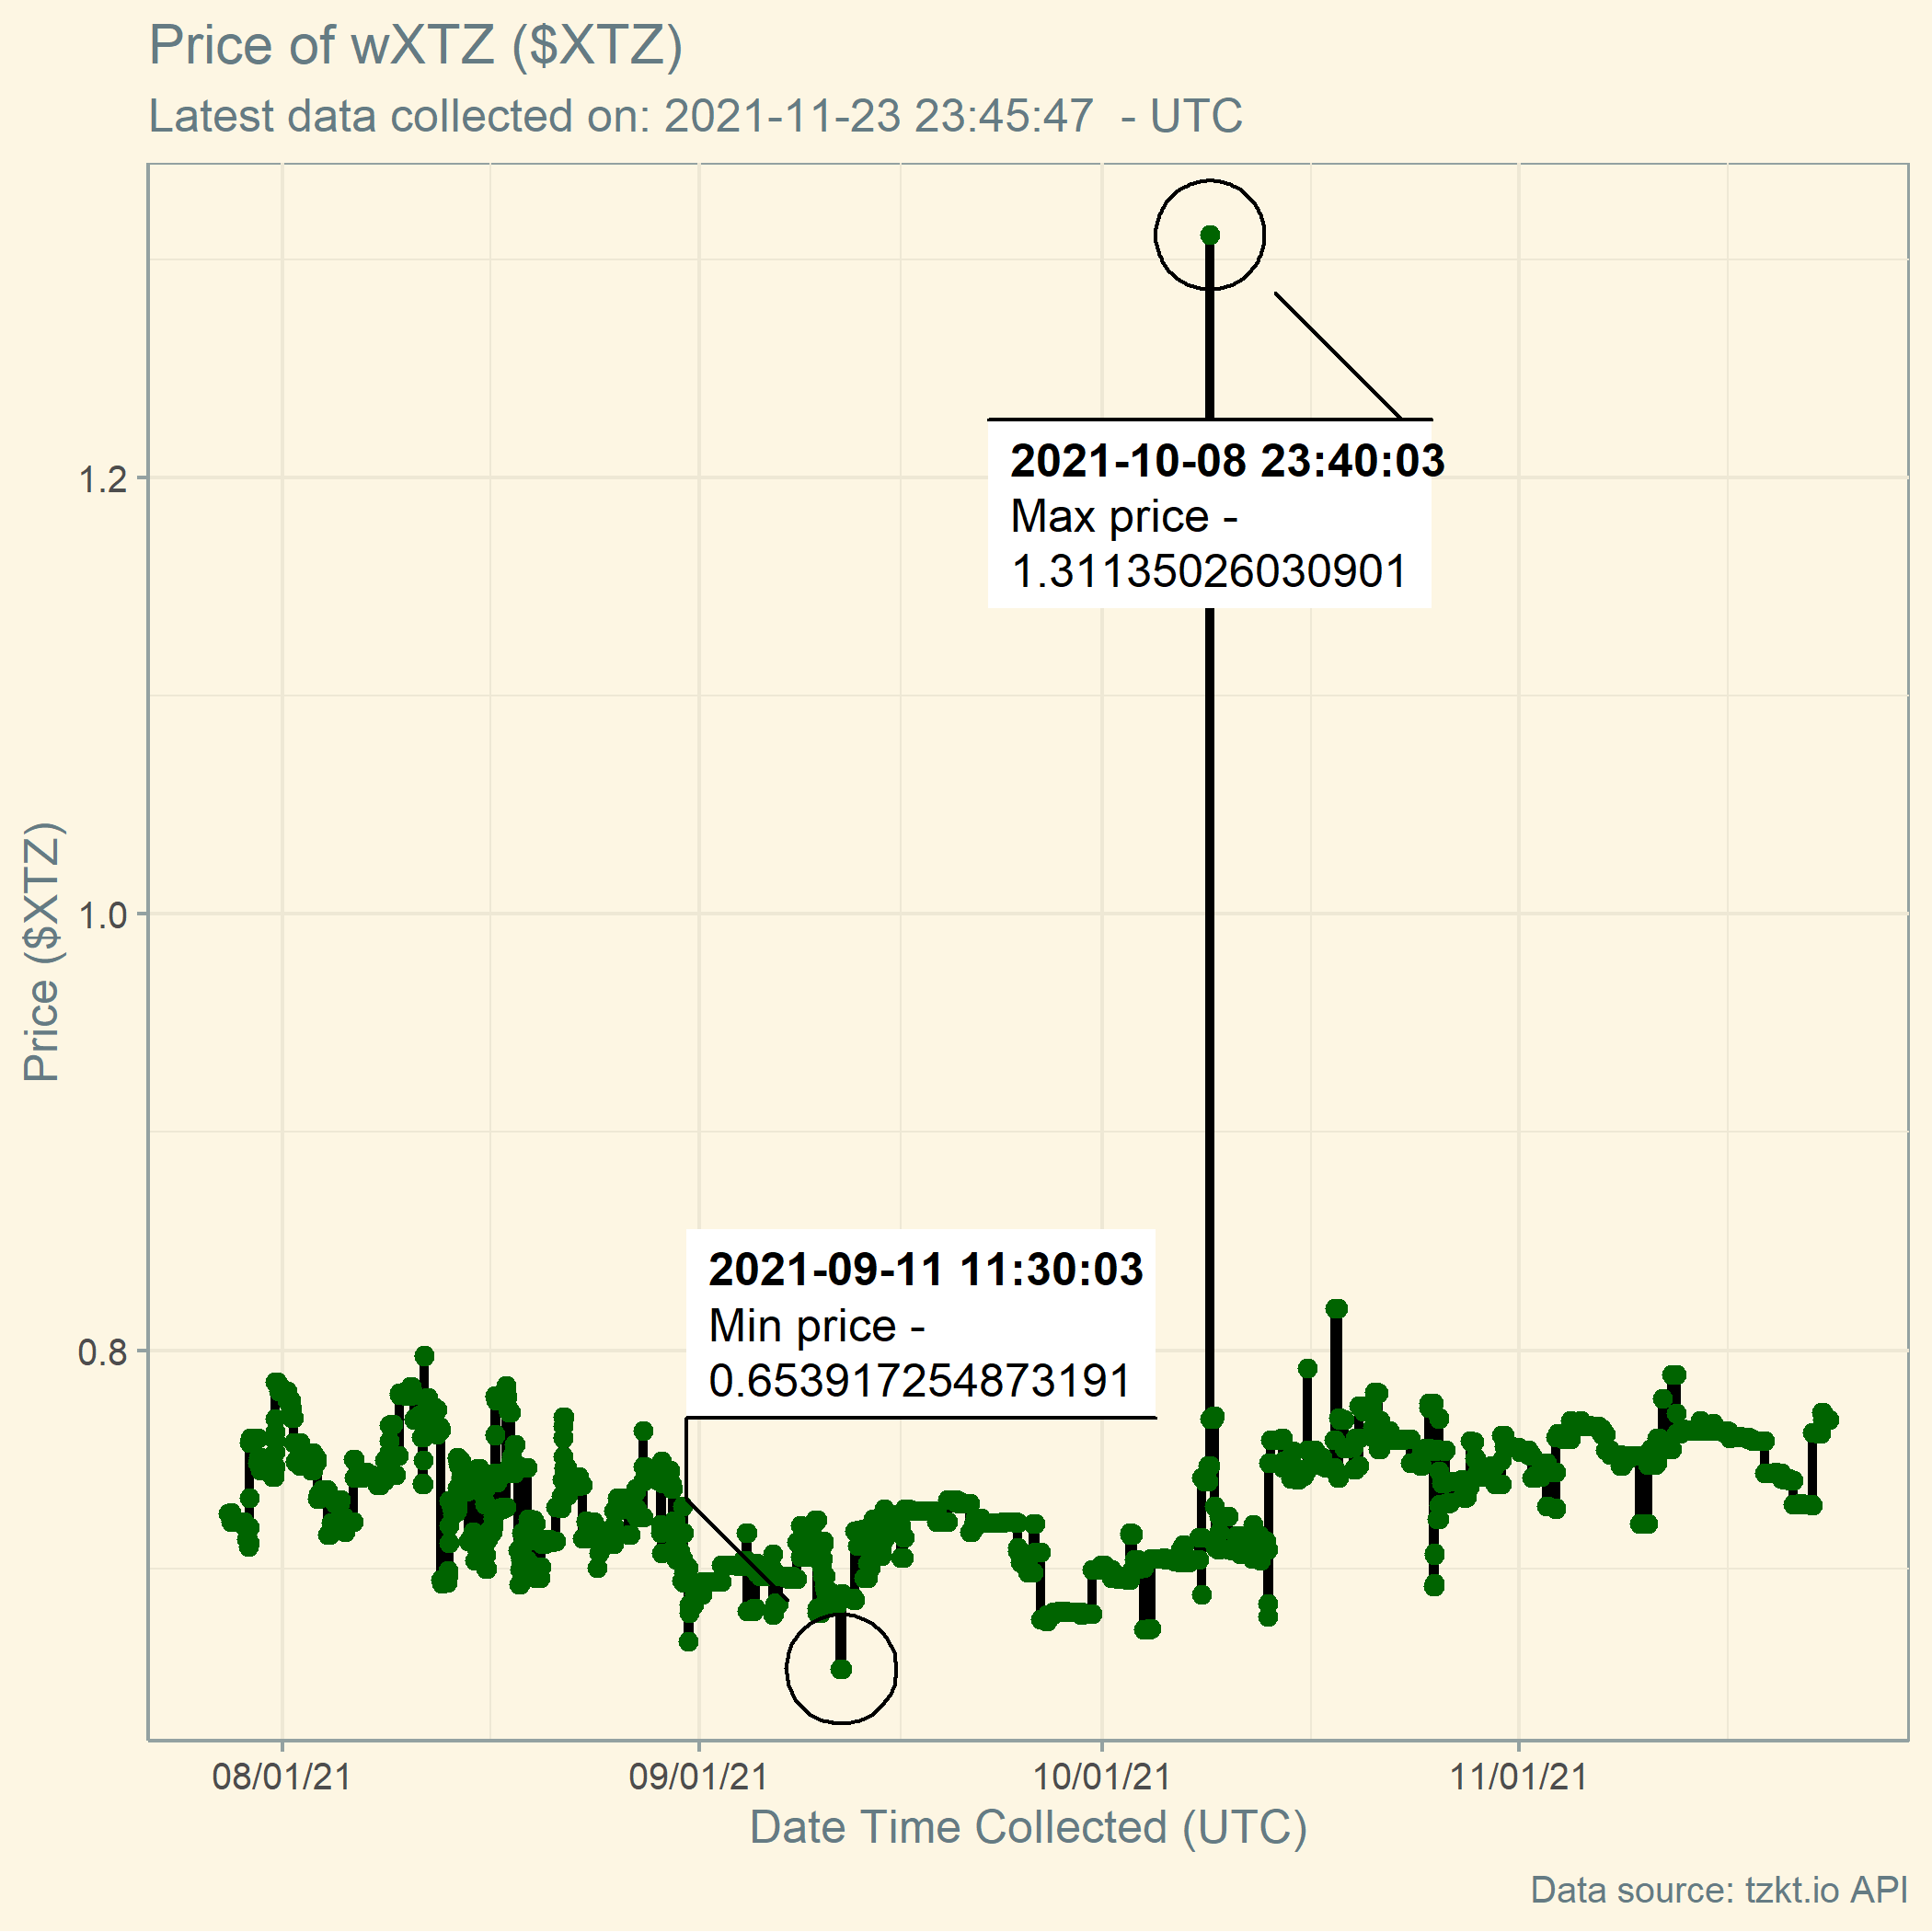 Price of wXTZ ($XTZ)
Latest data collected on: 2021-11-23 23:45:47  - UTC
2021-10-08 23:40:03
Max price -
1.31135026030901
1.2
1.0
0.8
Price ($XTZ)
2021-09-11 11:30:03
Min price -
0.653917254873191
08/01/21
09/01/21
10/01/21
11/01/21
Date Time Collected (UTC)
Data source: tzkt.io API